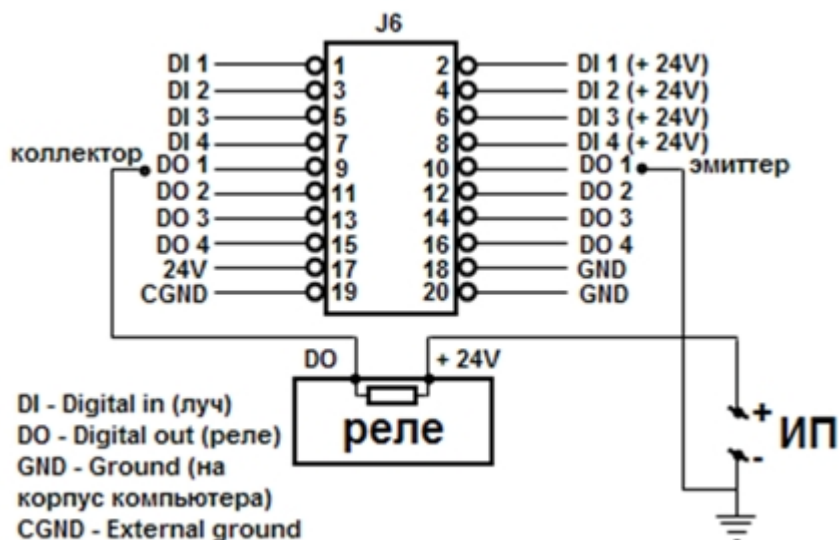 J6
DI 1 1 2 DI 1 (+ 24V)
DI 2 3 4 DI 2 (+ 24V)
DI 3 5 6 DI 3 (+ 24V)
DI 4 7 8 DI 4 (+ 24V)
коллектор DO 1 9 10 DO 1 эмиттер
DO 2 11 12 DO 2
DO 3 13 14 DO 3
DO 4 15 16 DO 4
24V 17 18 GND
CGND 19 20 GND
DO + 24V
реле
+ ИП
-
DI - Digital in (луч)
DO - Digital out (реле)
GND - Ground (на
корпус компьютера)
CGND - External ground